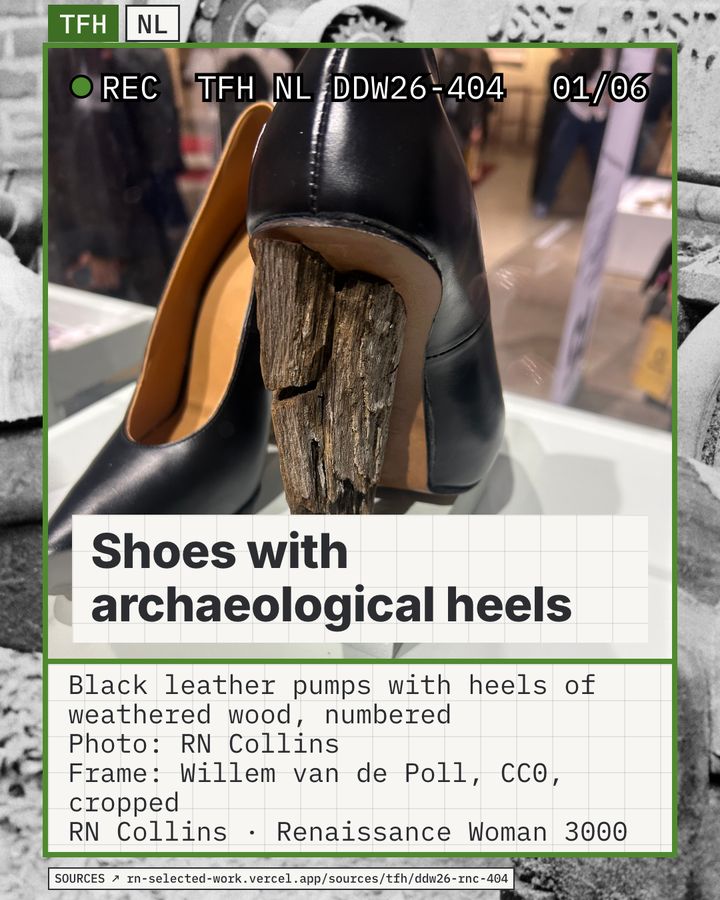 TFH NL
REC TFH NL DDW26-404 01/06
Shoes with
archaeological heels
Black leather pumps with heels of
weathered wood, numbered
Photo: RN Collins
Frame: Willem van de Poll, CC0,
cropped
RN Collins · Renaissance Woman 3000
SOURCES ↗ rn-selected-work.vercel.app/sources/tfh/ddw26-rnc-404